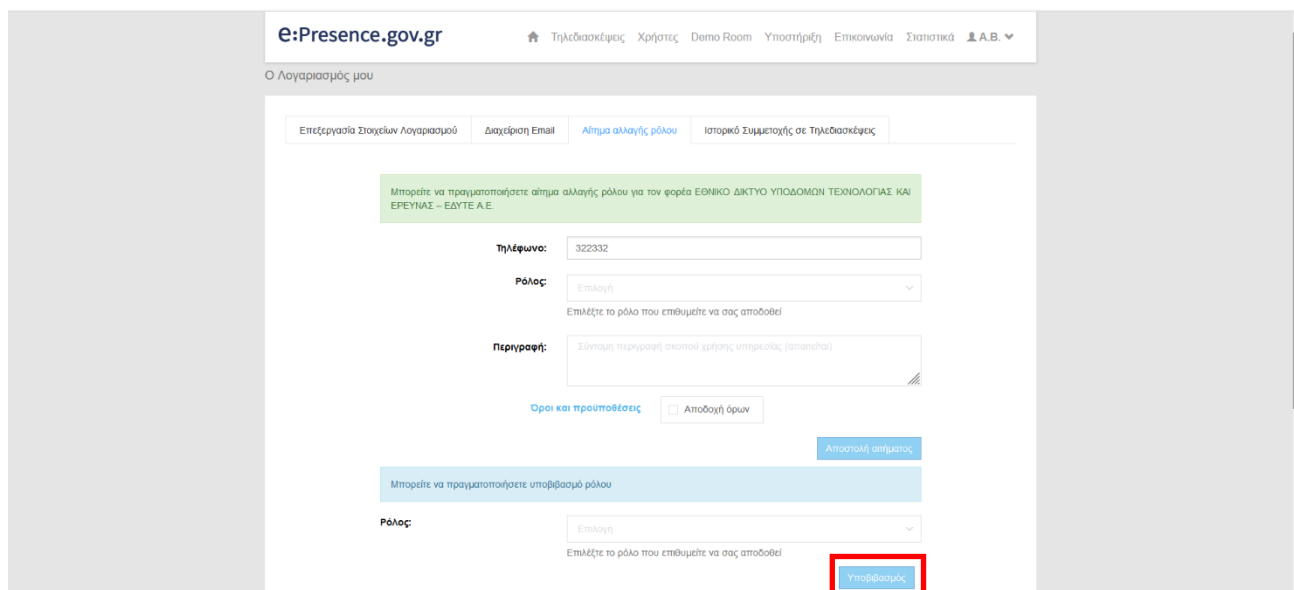 e:Presence.gov.gr
Τηλεδιασκέψεις Χρήστες Demo Room Υποστήριξη Επικοινωνία Στατιστικά A.B.
Ο Λογαριασμός μου
Επεξεργασία Στοιχείων Λογαριασμού Διαχείριση Email Αίτημα αλλαγής ρόλου Ιστορικό Συμμετοχής σε Τηλεδιασκέψεις
Μπορείτε να πραγματοποιήσετε αίτημα αλλαγής ρόλου για τον φορέα ΕΘΝΙΚΟ ΔΙΚΤΥΟ ΥΠΟΔΟΜΩΝ ΤΕΧΝΟΛΟΓΙΑΣ ΚΑΙ
ΕΡΕΥΝΑΣ – ΕΔΥΤΕ Α.Ε.
Τηλέφωνο: 322332
Ρόλος: Επιλογή
Επιλέξτε το ρόλο που επιθυμείτε να σας αποδοθεί
Περιγραφή: Σύντομη περιγραφή σκοπού χρήσης υπηρεσίας (απαιτείται)
Όροι και προϋποθέσεις Αποδοχή όρων
Αποστολή αιτήματος
Μπορείτε να πραγματοποιήσετε υποβιβασμό ρόλου
Ρόλος: Επιλογή
Επιλέξτε το ρόλο που επιθυμείτε να σας αποδοθεί
Υποβιβασμός